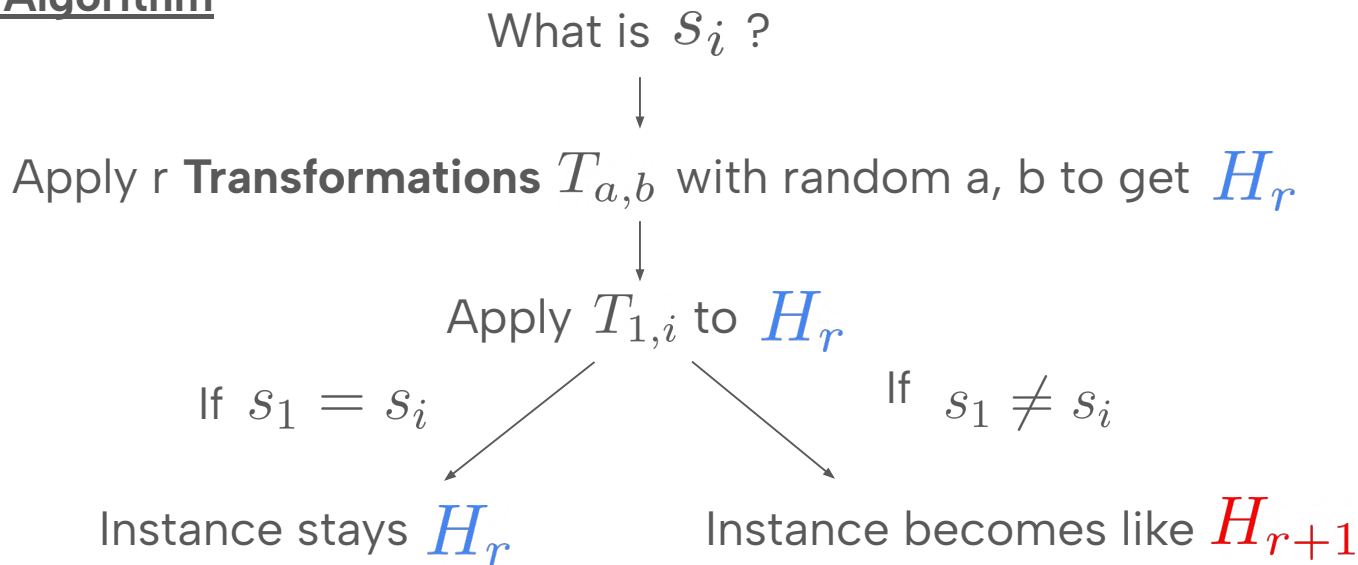 Algorithm
What is $s_i$ ?
Apply r Transformations $T_{a,b}$ with random a, b to get $H_r$
Apply $T_{1,i}$ to $H_r$
If $s_1 = s_i$
If $s_1 \neq s_i$
Instance stays $H_r$
Instance becomes like $H_{r+1}$